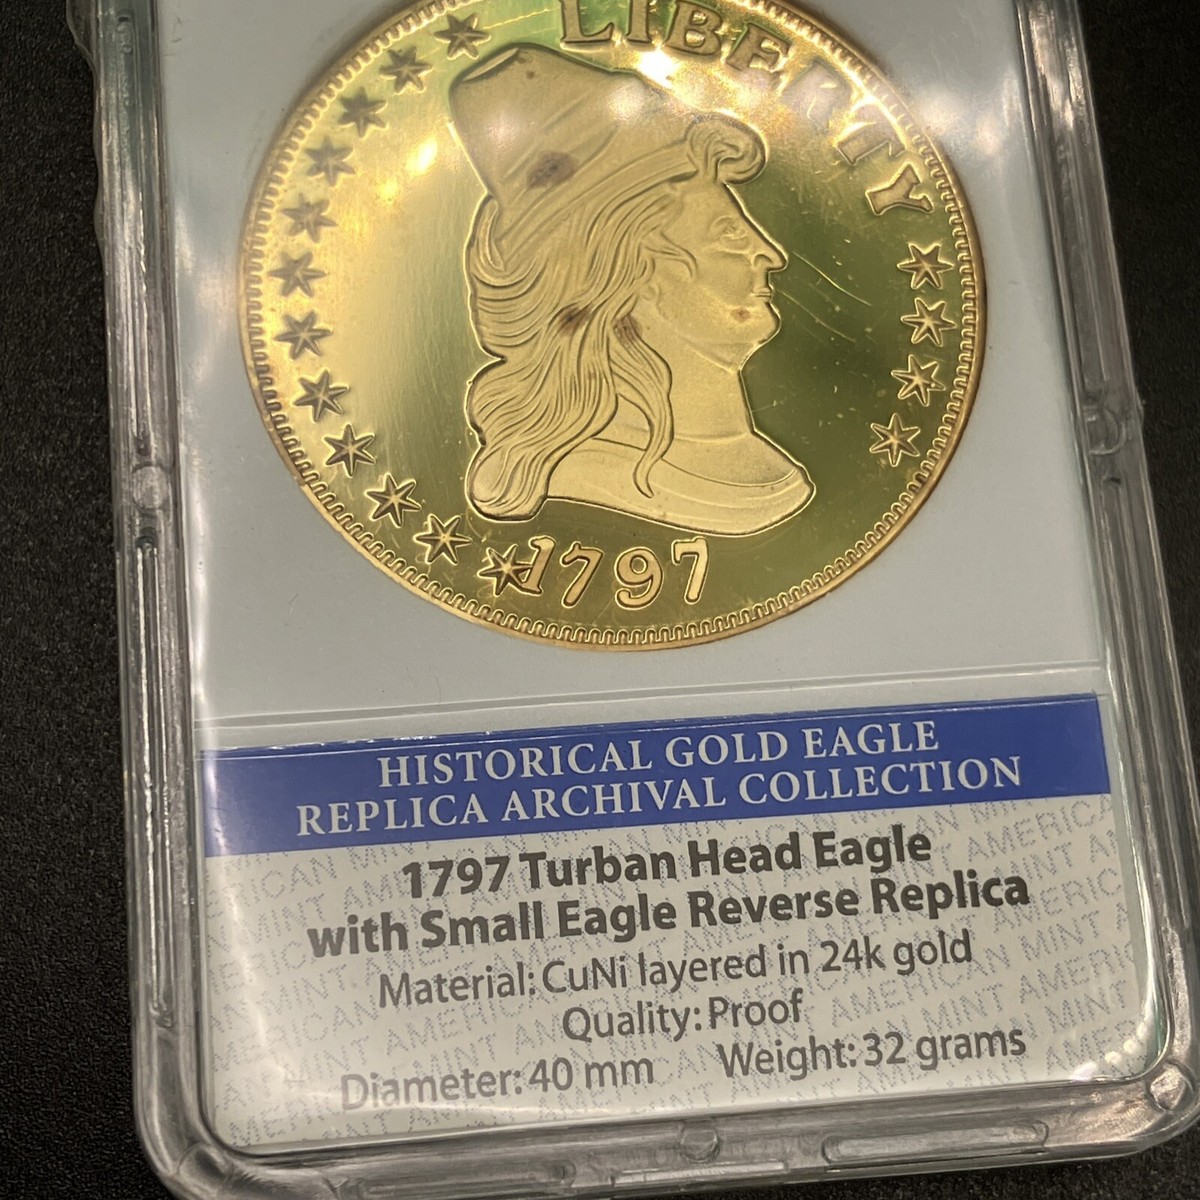 LIBERTY
1797
HISTORICAL GOLD EAGLE
REPLICA ARCHIVAL COLLECTION
1797 Turban Head Eagle
with Small Eagle Reverse Replica
Material: CuNi layered in 24k gold
Quality: Proof
Diameter: 40 mm Weight: 32 grams